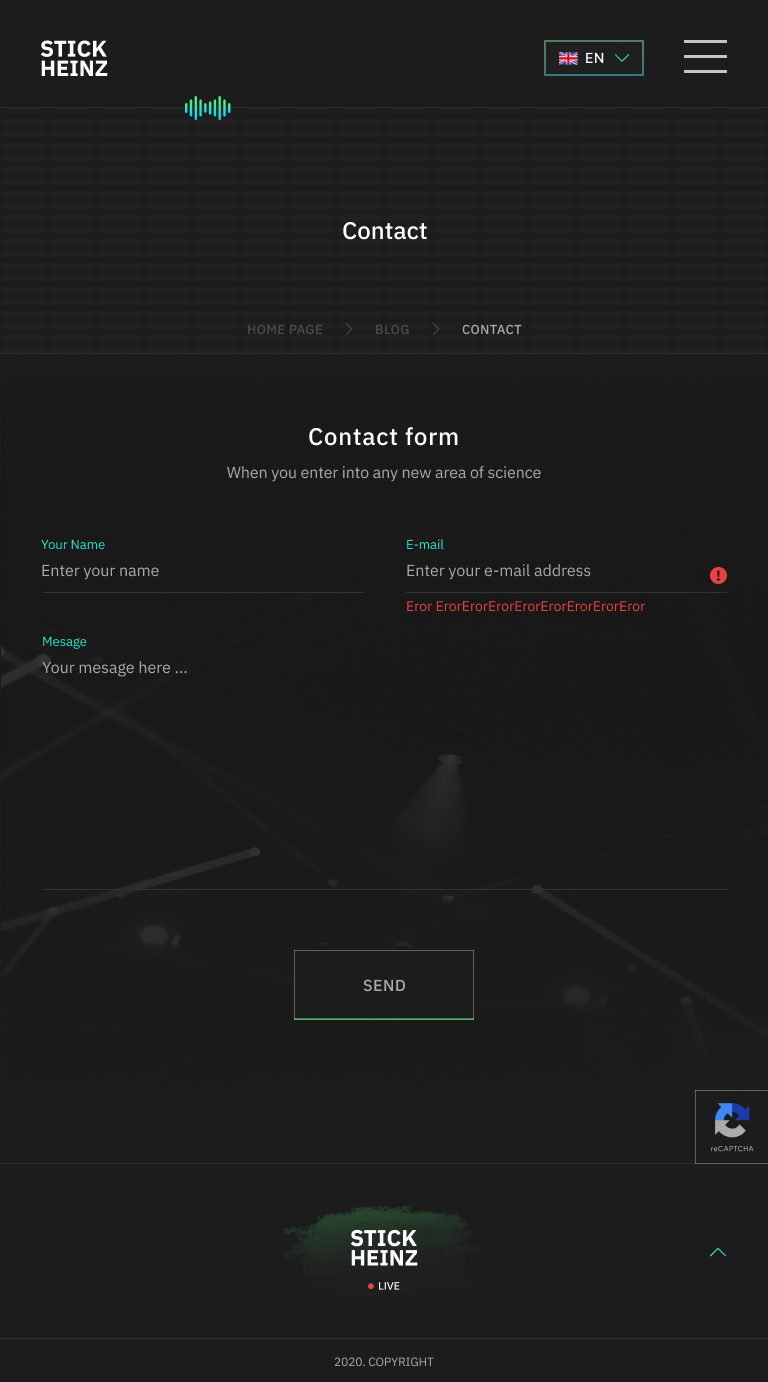 STICK
HEINZ
EN
Contact
HOME PAGE
BLOG
CONTACT
Contact form
When you enter into any new area of science
Your Name
Enter your name
E-mail
Enter your e-mail address
!
Eror ErorErorErorErorErorErorErorEror
Mesage
Your mesage here ...
SEND
reCAPTCHA
STICK
HEINZ
LIVE
2020. COPYRIGHT